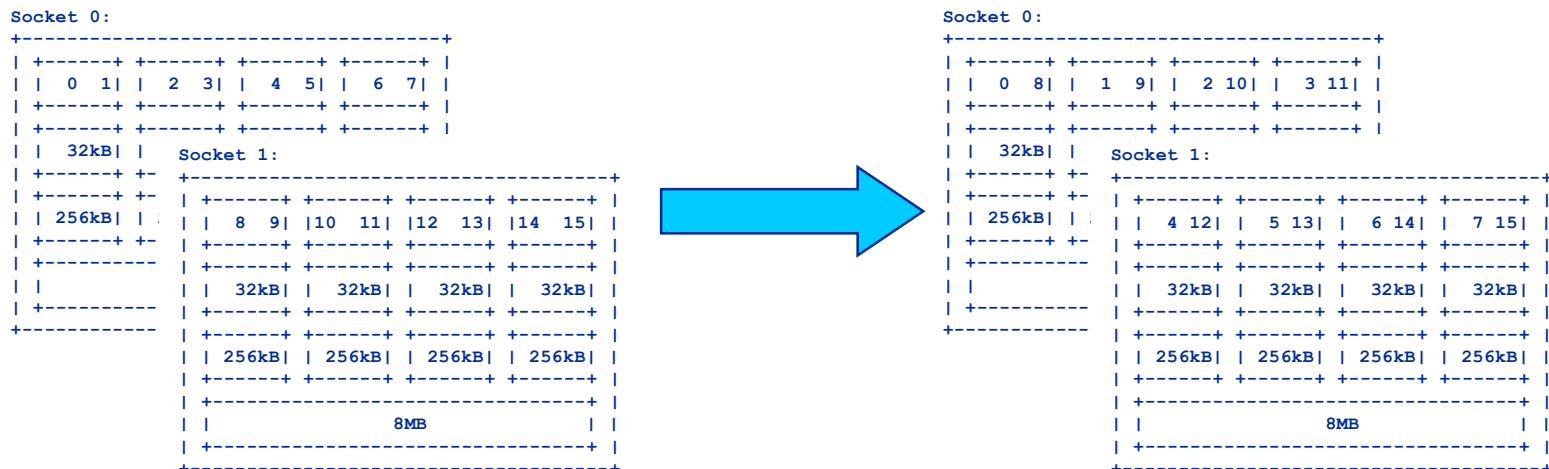 Socket 0:
+-----------------------------------+
| +------+ +------+ +------+ +------+ |
| |  0  1| |  2  3| |  4  5| |  6  7| |
| +------+ +------+ +------+ +------+ |
| +------+ +------+ +------+ +------+ |
| |  32kB| |
| +------+ +-
| +------+ +-
| | 256kB| |
| +------+ +-
| +----------
| |
| +----------
+------------
Socket 1:
+-----------------------------------+
| +------+ +------+ +------+ +------+ |
| |  8  9| |10  11| |12  13| |14  15| |
| +------+ +------+ +------+ +------+ |
| +------+ +------+ +------+ +------+ |
| |  32kB| |  32kB| |  32kB| |  32kB| |
| +------+ +------+ +------+ +------+ |
| +------+ +------+ +------+ +------+ |
| | 256kB| | 256kB| | 256kB| | 256kB| |
| +------+ +------+ +------+ +------+ |
| +-------------------------------+ |
| |               8MB             | |
| +-------------------------------+ |
+-----------------------------------+
Socket 0:
+-----------------------------------+
| +------+ +------+ +------+ +------+ |
| |  0  8| |  1  9| |  2 10| |  3 11| |
| +------+ +------+ +------+ +------+ |
| +------+ +------+ +------+ +------+ |
| |  32kB| |
| +------+ +-
| +------+ +-
| | 256kB| |
| +------+ +-
| +----------
| |
| +----------
+------------
Socket 1:
+-----------------------------------+
| +------+ +------+ +------+ +------+ |
| |  4 12| |  5 13| |  6 14| |  7 15| |
| +------+ +------+ +------+ +------+ |
| +------+ +------+ +------+ +------+ |
| |  32kB| |  32kB| |  32kB| |  32kB| |
| +------+ +------+ +------+ +------+ |
| +------+ +------+ +------+ +------+ |
| | 256kB| | 256kB| | 256kB| | 256kB| |
| +------+ +------+ +------+ +------+ |
| +-------------------------------+ |
| |               8MB             | |
| +-------------------------------+ |
+-----------------------------------+